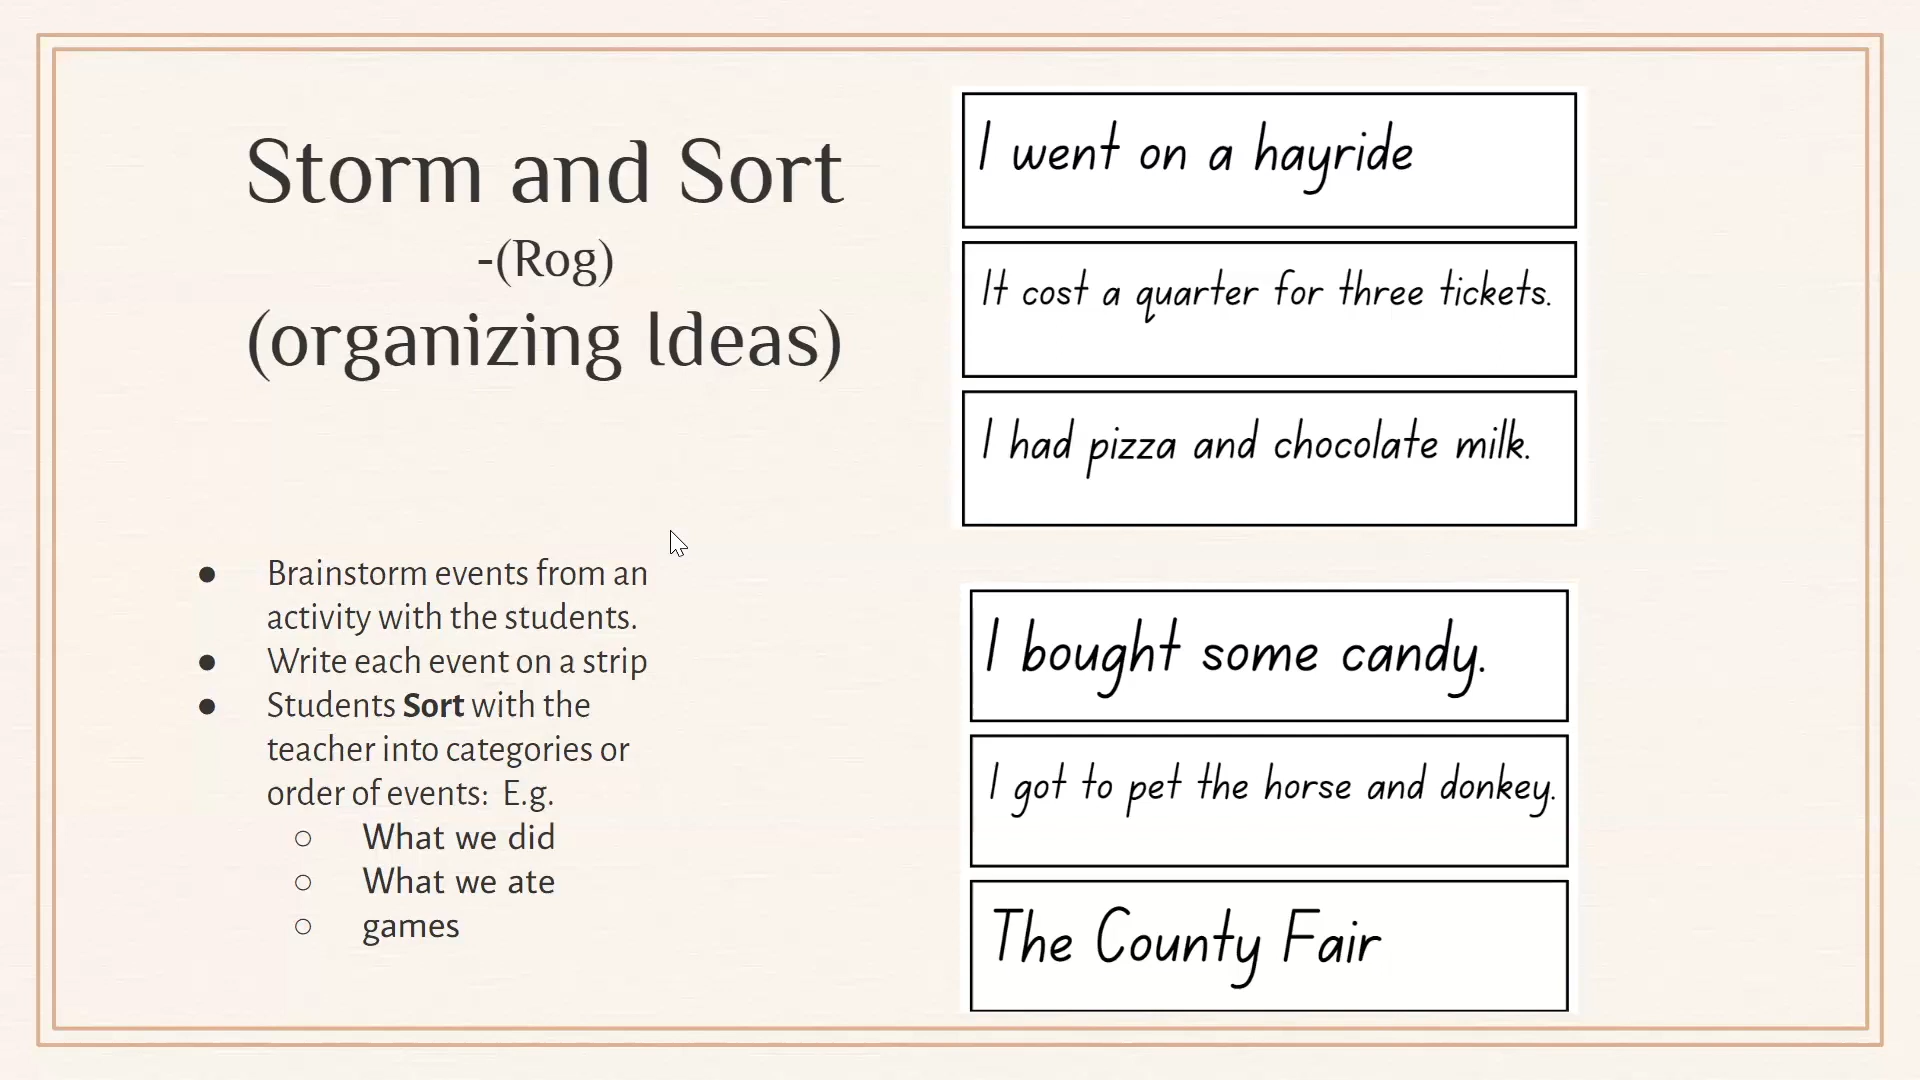 Storm and Sort
-(Rog)
(organizing Ideas)
● Brainstorm events from an
activity with the students.
● Write each event on a strip
● Students Sort with the
teacher into categories or
order of events: E.g.
○ What we did
○ What we ate
○ games
I went on a hayride
It cost a quarter for three tickets.
I had pizza and chocolate milk.
I bought some candy.
I got to pet the horse and donkey.
The County Fair